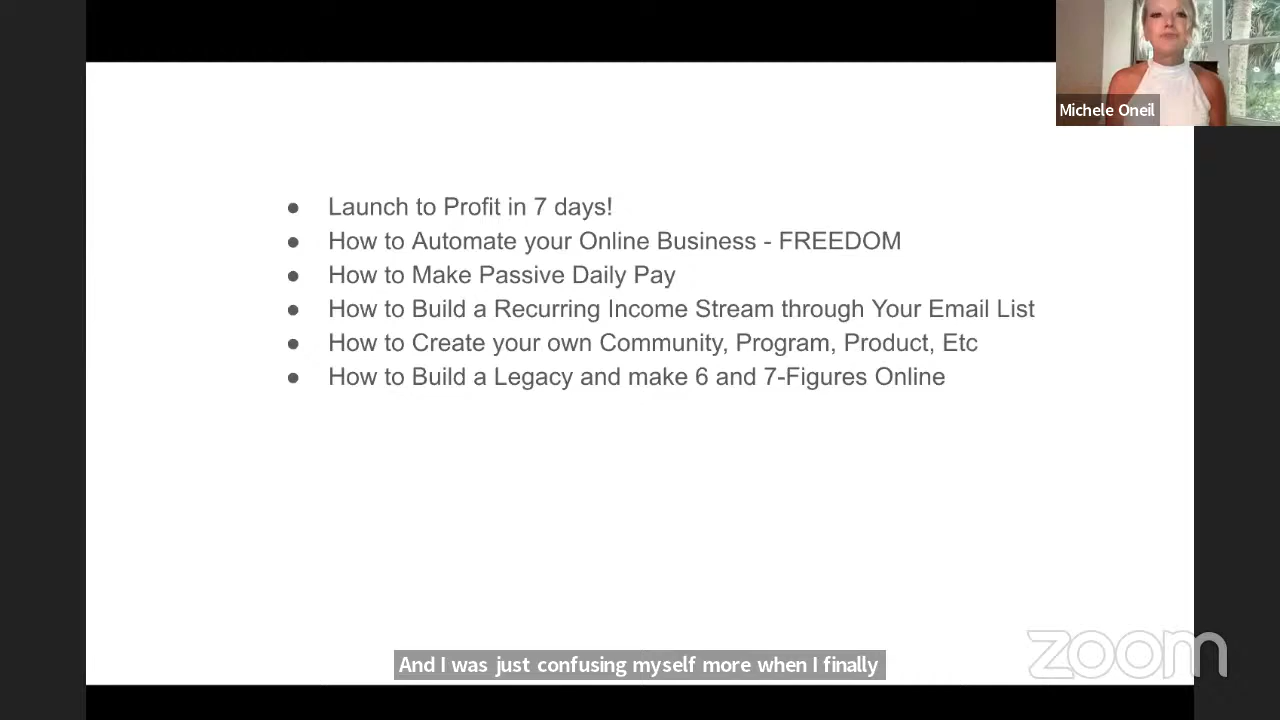 Michele Oneil
● Launch to Profit in 7 days!
● How to Automate your Online Business - FREEDOM
● How to Make Passive Daily Pay
● How to Build a Recurring Income Stream through Your Email List
● How to Create your own Community, Program, Product, Etc
● How to Build a Legacy and make 6 and 7-Figures Online
And I was just confusing myself more when I finally
zoom